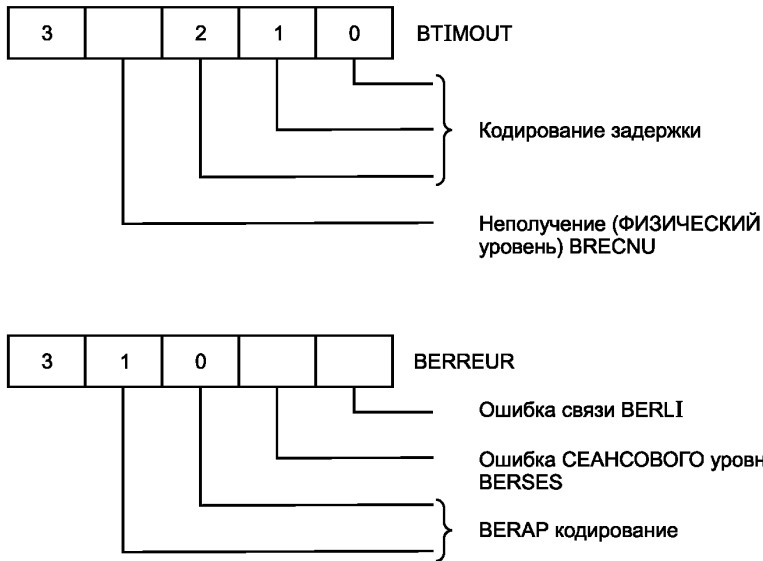 3 2 1 0 BTIMOUT
Кодирование задержки
Неполучение (ФИЗИЧЕСКИЙ
уровень) BRECNU
3 1 0 BERREUR
Ошибка связи BERLI
Ошибка СЕАНСОВОГО уровн
BERSES
BERAP кодирование